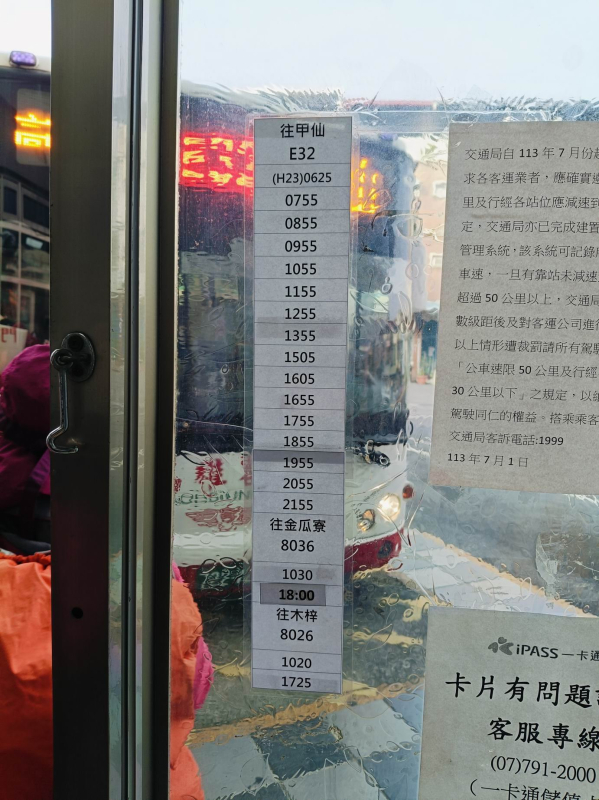 往甲仙
E32
(H23)0625
0755
0855
0955
1055
1155
1255
1355
1505
1605
1655
1755
1855
1955
2055
2155
往金瓜寮
8036
1030
18:00
往木梓
8026
1020
1725
交通局自 113 年 7 月份起
求各客運業者，應確實
里及行經各站位應減速到
定，交通局亦已完成建置
管理系統，該系統可記錄
車速，一旦有靠站未減速
超過 50 公里以上，交通局
數級距後及對客運公司進行
以上情形遭裁罰請所有駕駛
「公車速限 50 公里及行經
30 公里以下」之規定，以
駕駛同仁的權益。搭乘乘客
交通局客訴電話:1999
113 年 7 月 1 日
iPASS 一卡通
卡片有問題
客服專線
(07)791-2000
(一卡通儲值卡
高